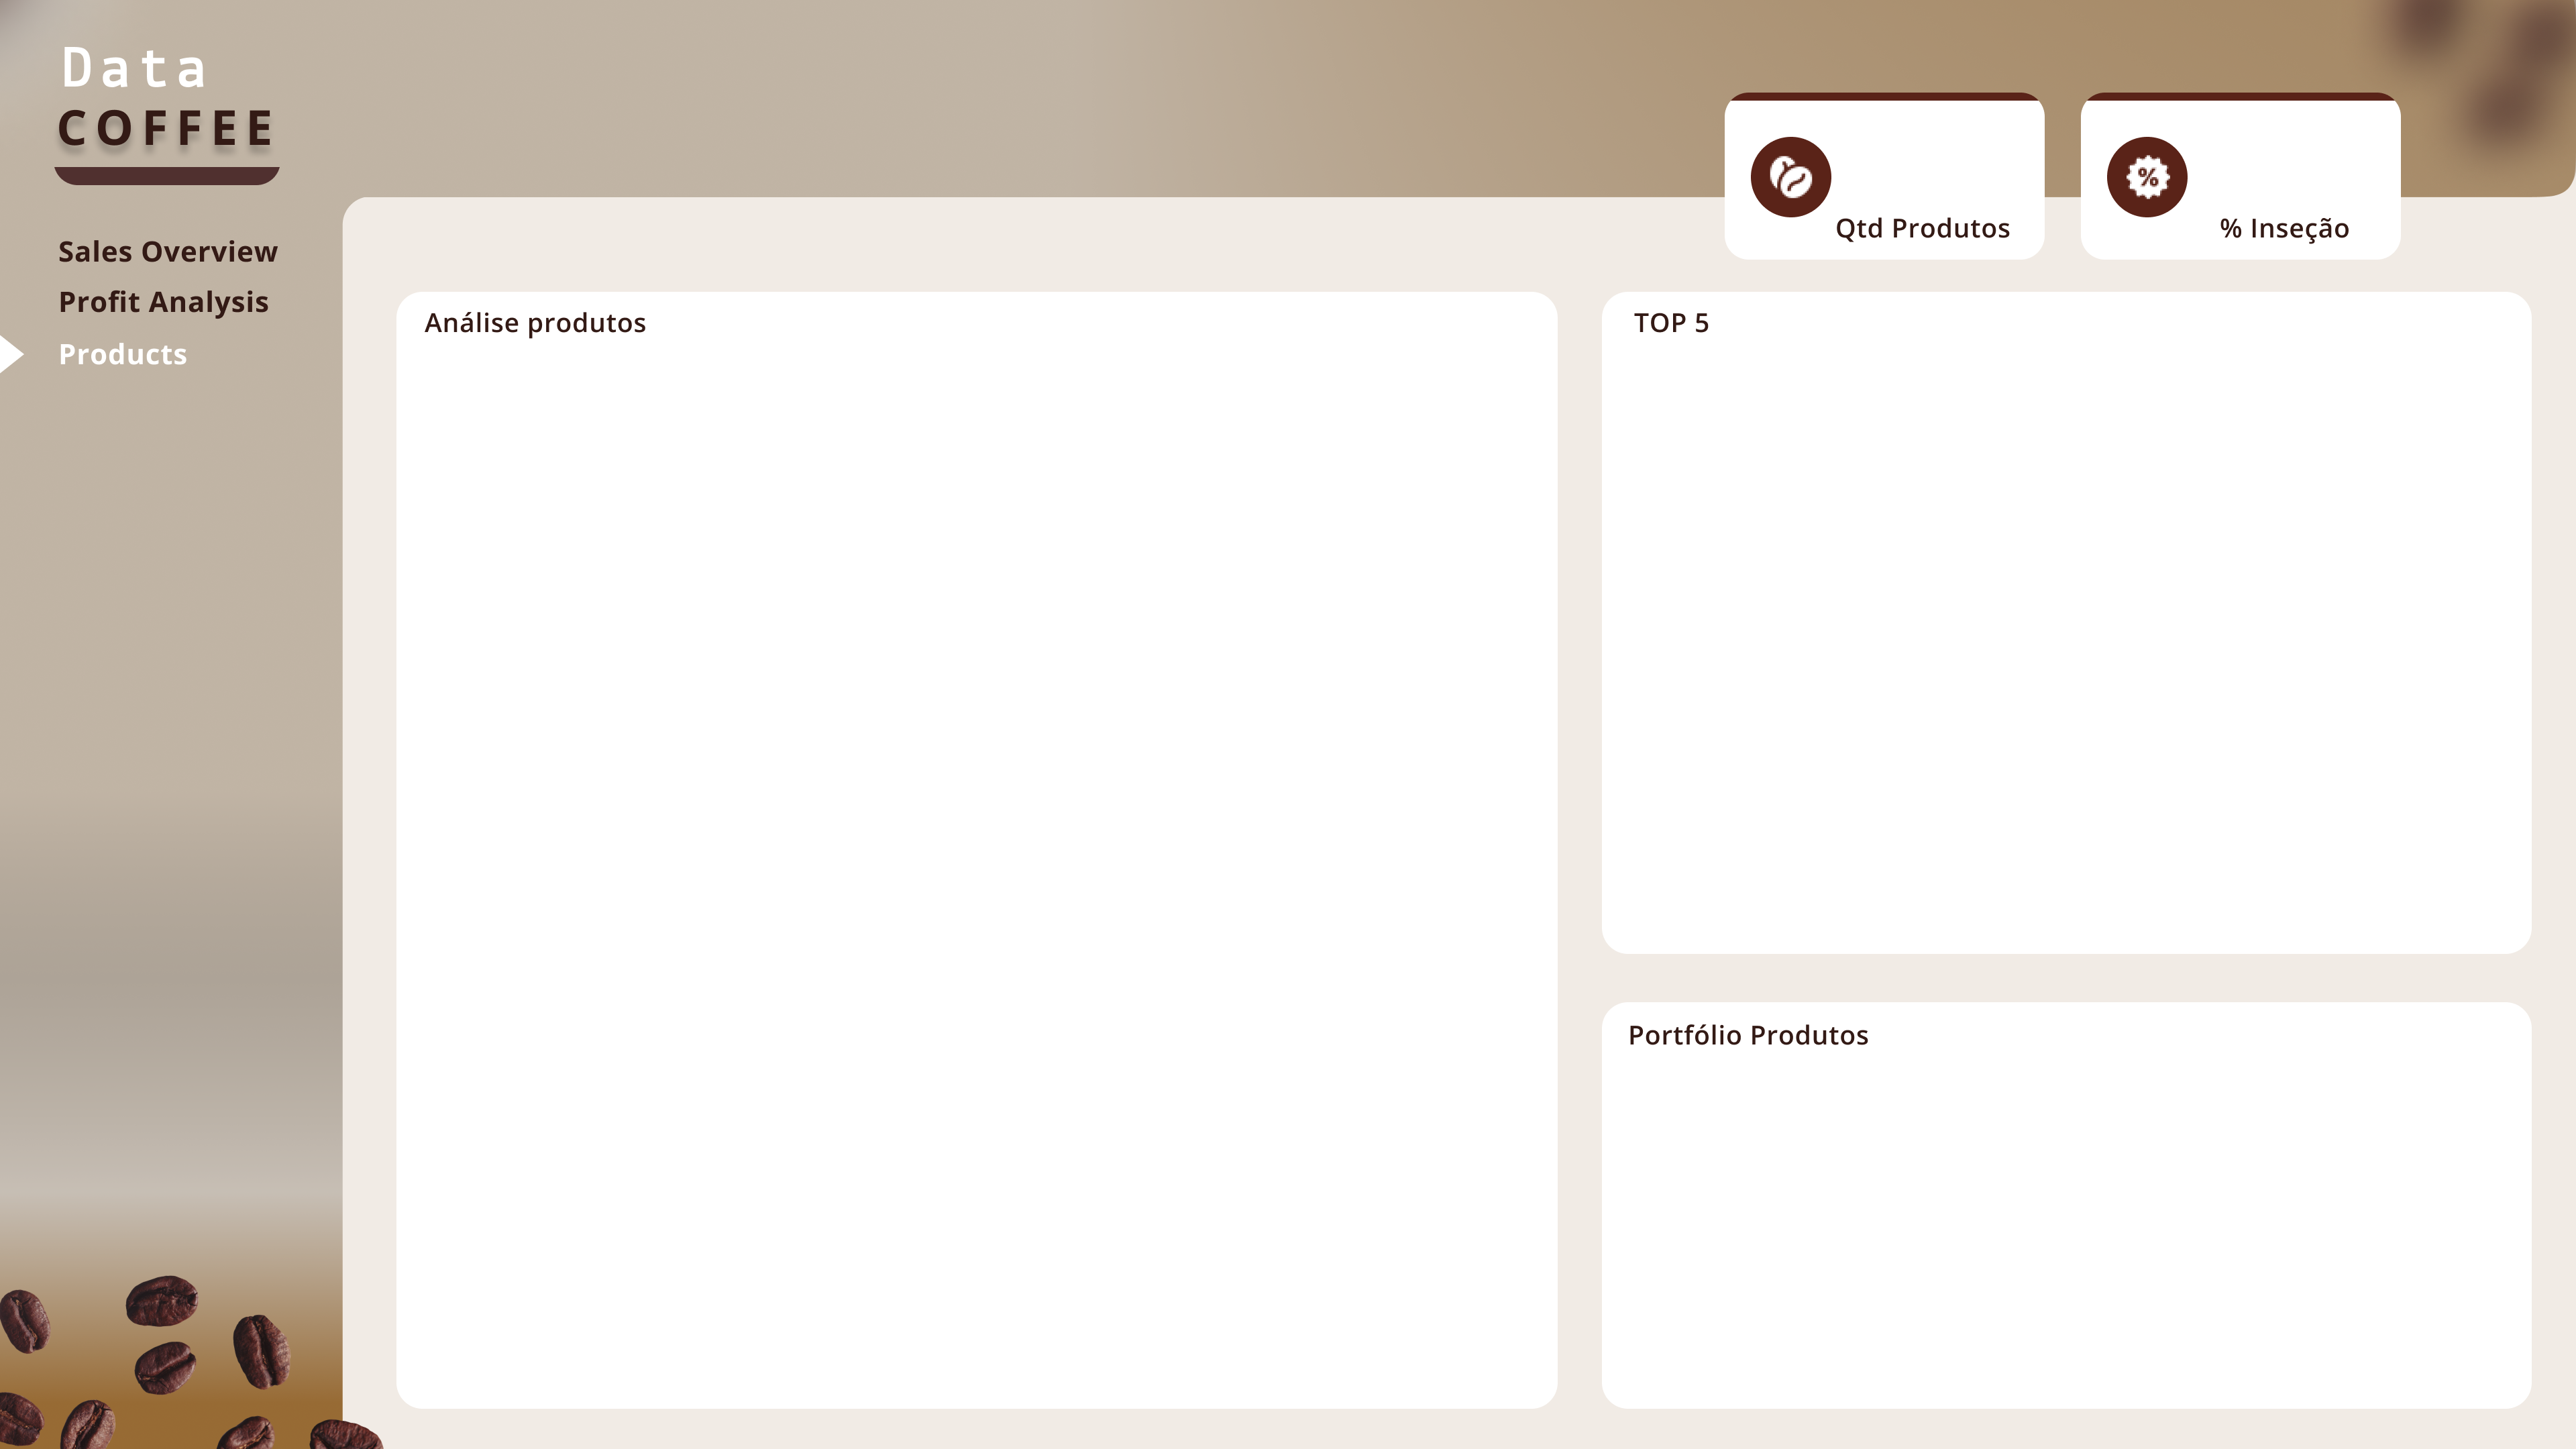 Data
COFFEE
Sales Overview
Profit Analysis
Products
Qtd Produtos
% Inseção
Análise produtos
TOP 5
Portfólio Produtos